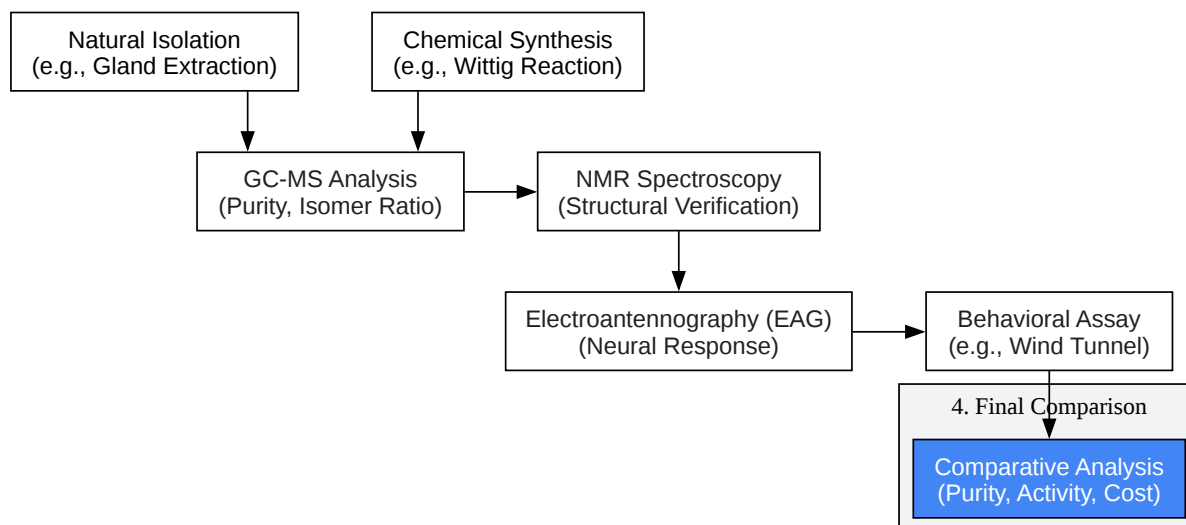 Natural Isolation
(e.g., Gland Extraction)
Chemical Synthesis
(e.g., Wittig Reaction)
GC-MS Analysis
(Purity, Isomer Ratio)
NMR Spectroscopy
(Structural Verification)
Electroantennography (EAG)
(Neural Response)
Behavioral Assay
(e.g., Wind Tunnel)
4. Final Comparison
Comparative Analysis
(Purity, Activity, Cost)